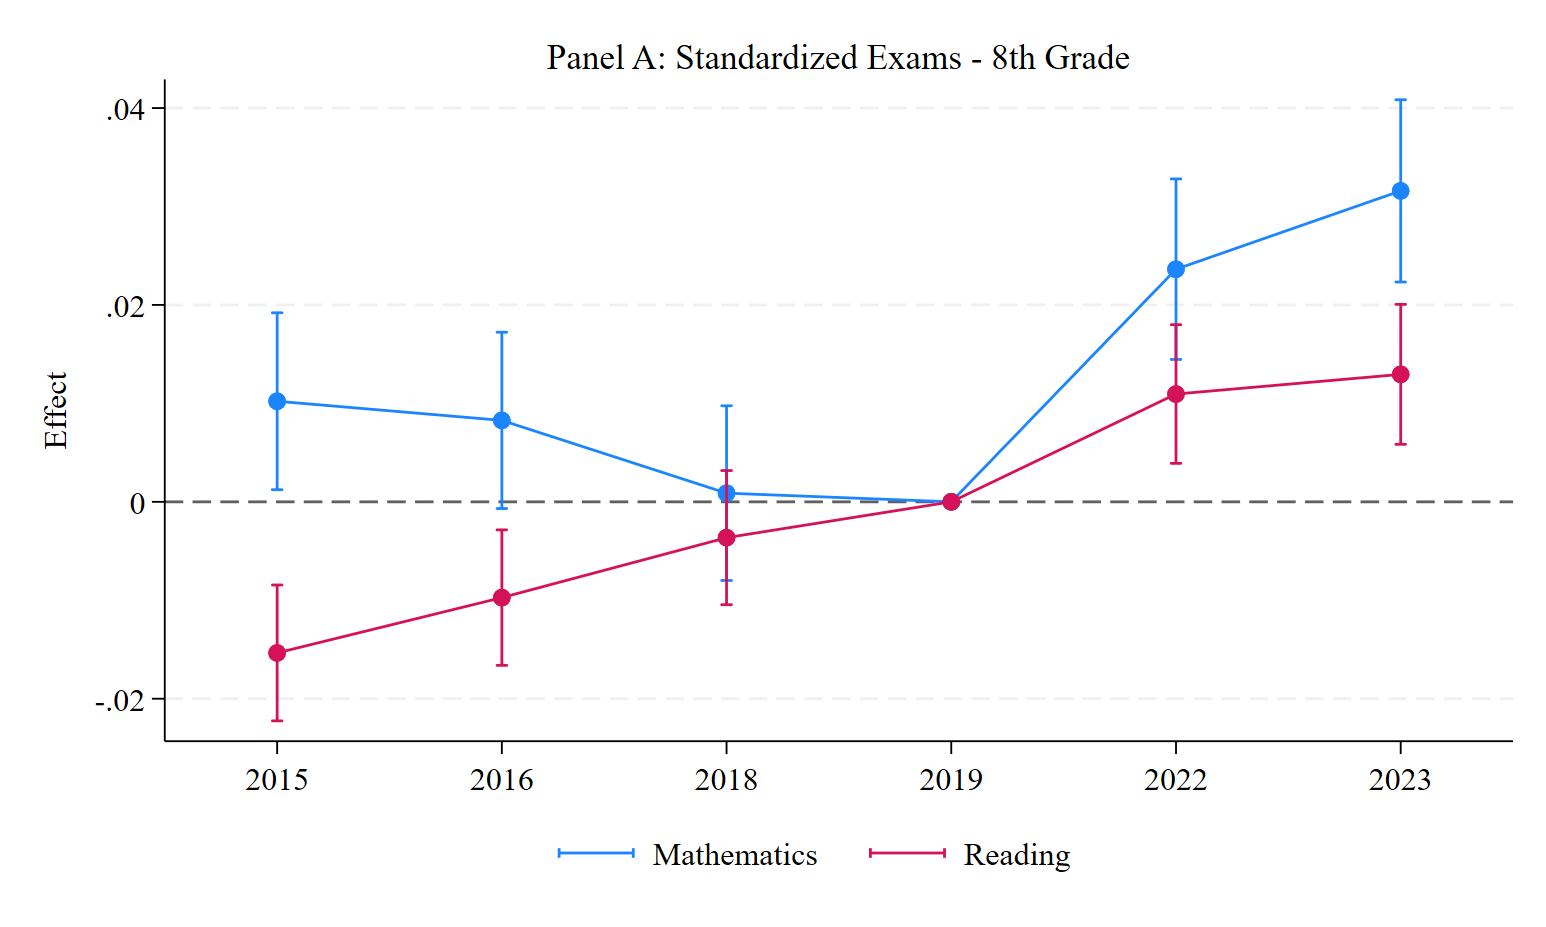 Panel A: Standardized Exams - 8th Grade
.04
.02
0
-.02
Effect
2015 2016 2018 2019 2022 2023
Mathematics Reading